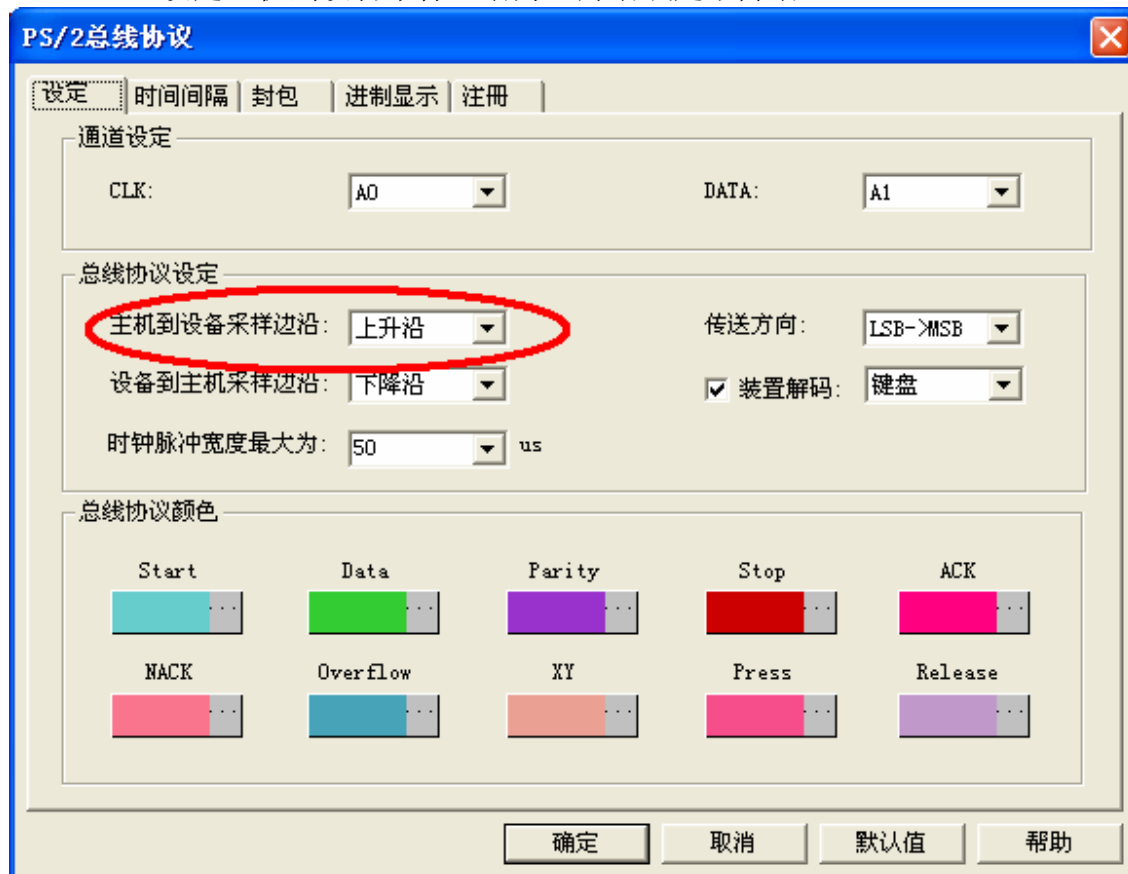 PS/2总线协议
设定 时间间隔 封包 进制显示 注册
通道设定
CLK: A0 DATA: A1
总线协议设定
主机到设备采样边沿: 上升沿 传送方向: LSB->MSB
设备到主机采样边沿: 下降沿 装置解码: 键盘
时钟脉冲宽度最大为: 50 us
总线协议颜色
Start Data Parity Stop ACK
... ... ... ... ...
NACK Overflow XY Press Release
... ... ... ... ...
确定 取消 默认值 帮助